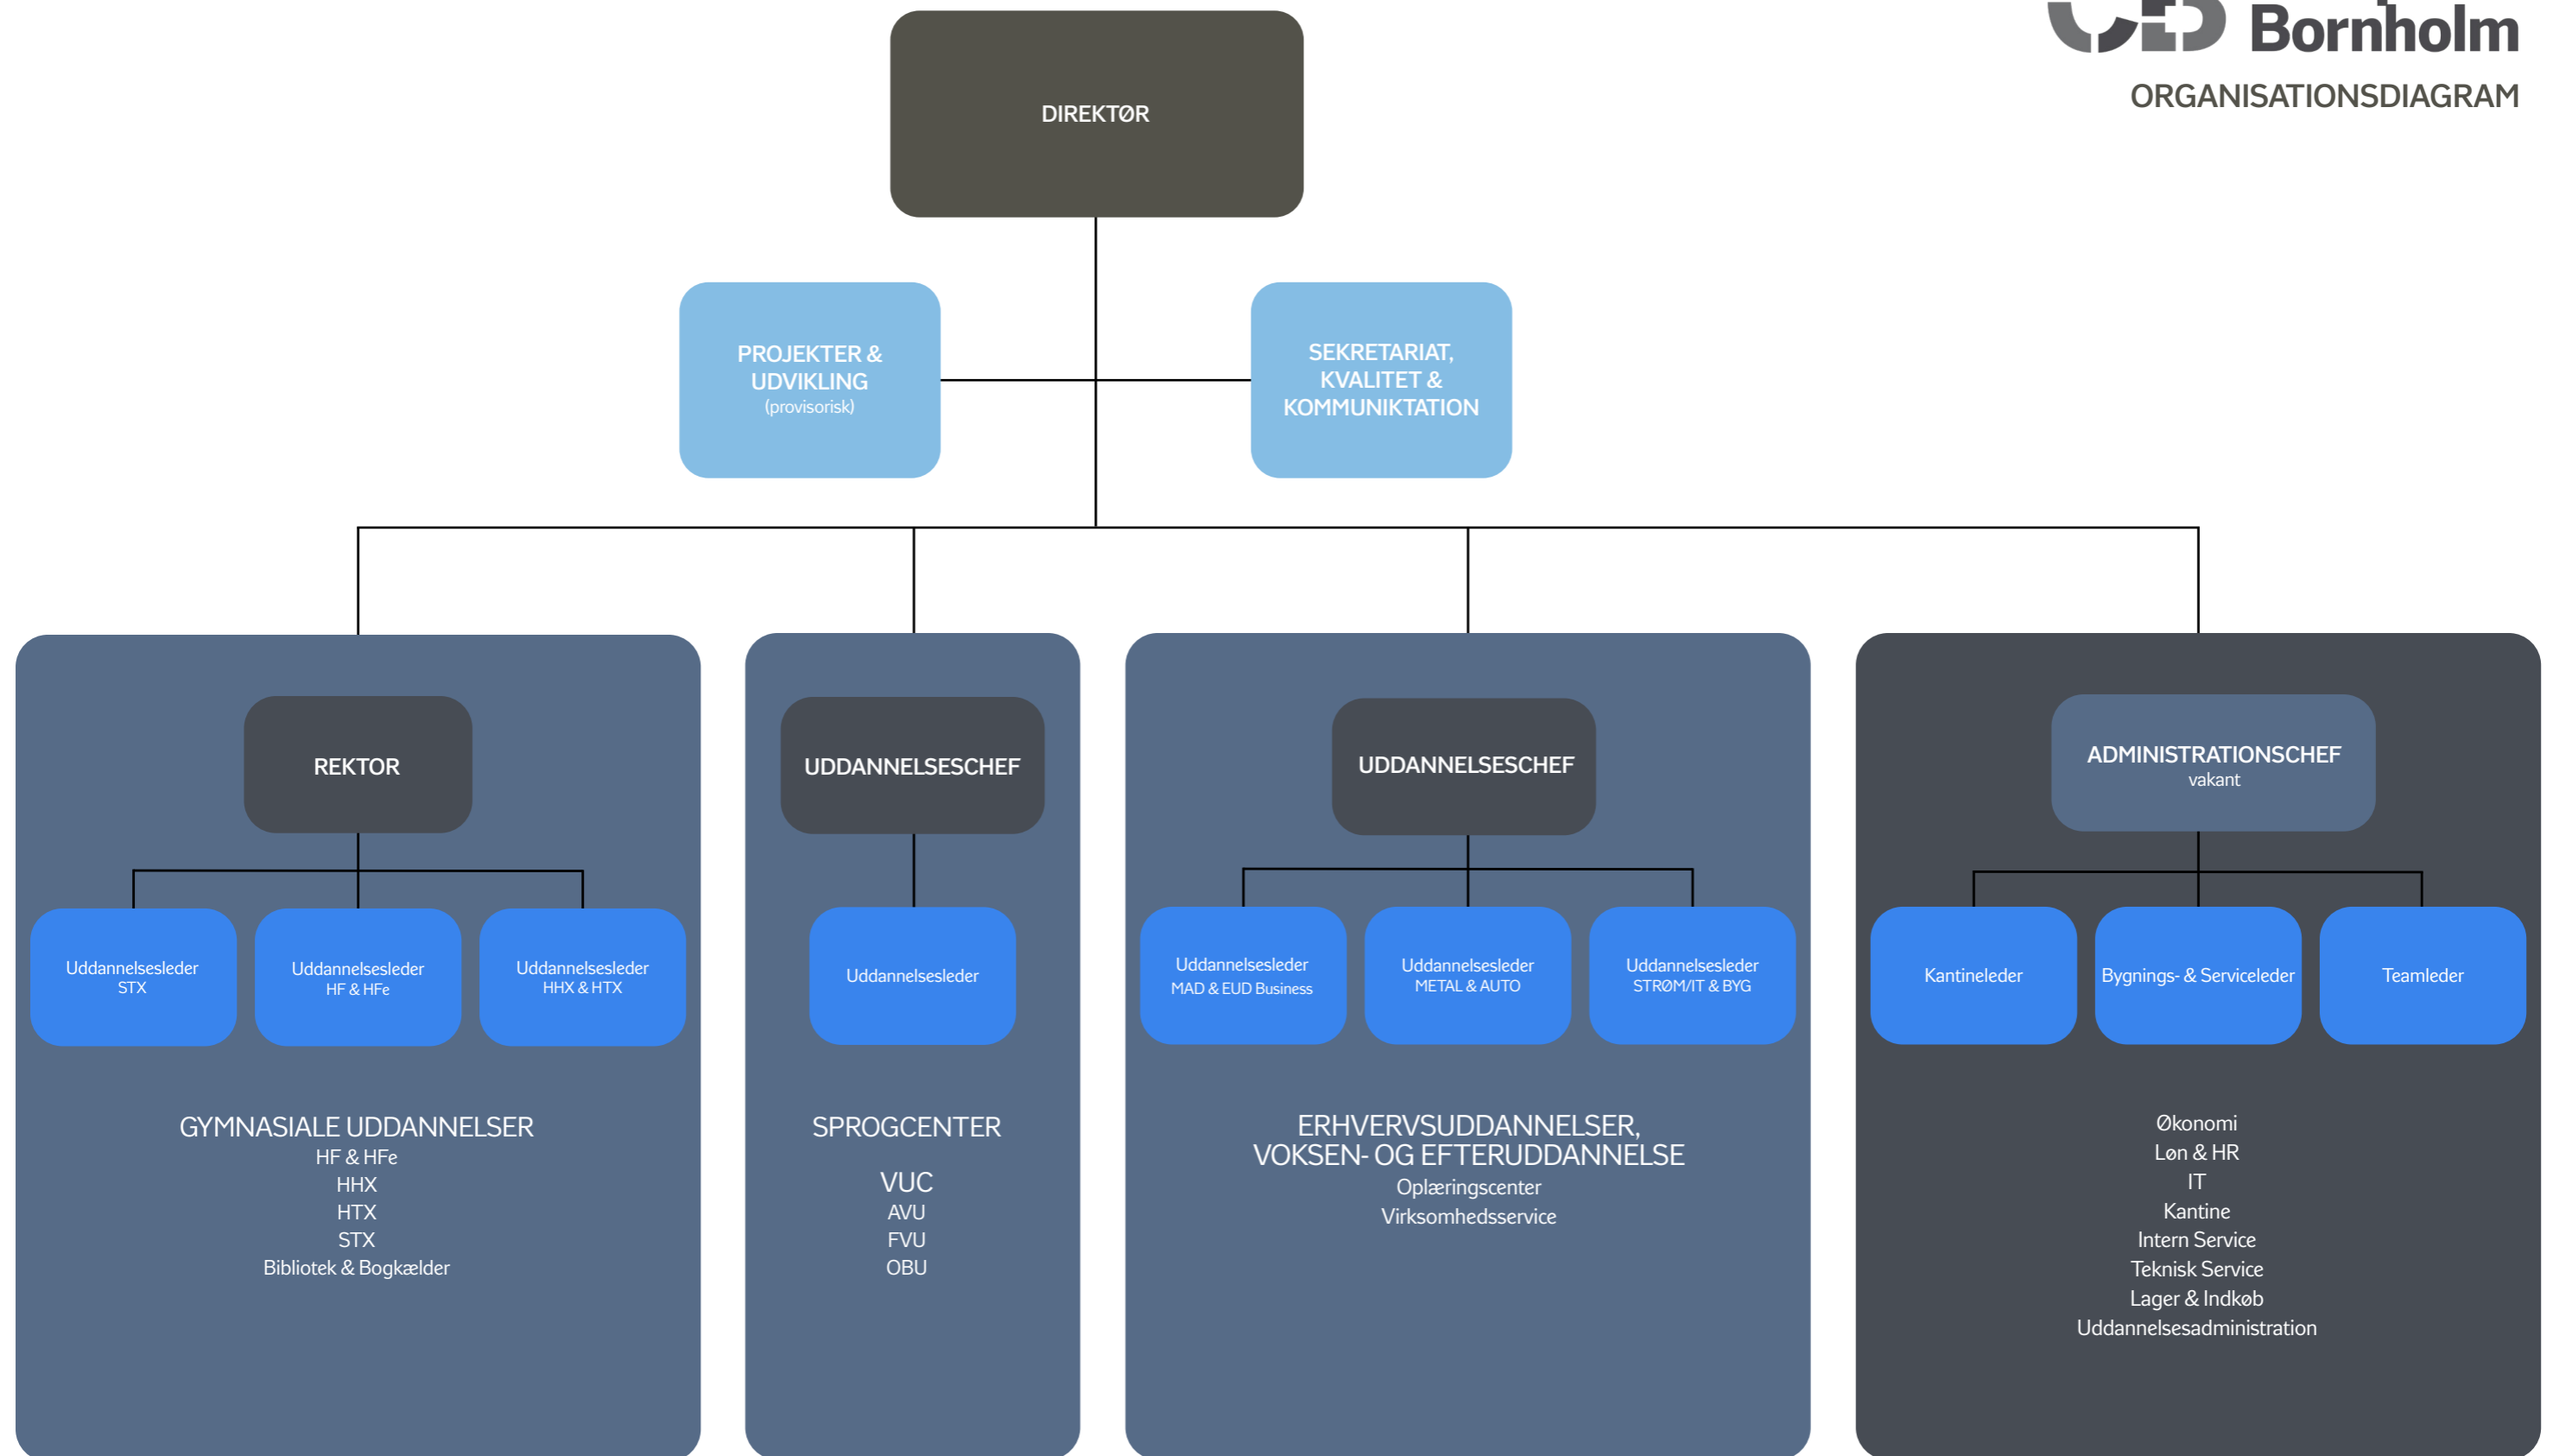 Bornholm
ORGANISATIONSDIAGRAM
DIREKTØR
PROJEKTER &
UDVIKLING
(provisorisk)
SEKRETARIAT,
KVALITET &
KOMMUNIKTATION
REKTOR
Uddannelsesleder
STX
Uddannelsesleder
HF & HFe
Uddannelsesleder
HHX & HTX
GYMNASIALE UDDANNELSER
HF & HFe
HHX
HTX
STX
Bibliotek & Bogkælder
UDDANNELSESCHEF
Uddannelsesleder
SPROGCENTER
VUC
AVU
FVU
OBU
UDDANNELSESCHEF
Uddannelsesleder
MAD & EUD Business
Uddannelsesleder
METAL & AUTO
Uddannelsesleder
STRØM/IT & BYG
ERHVERVSUDDANNELSER,
VOKSEN- OG EFTERUDDANNELSE
Oplæringscenter
Virksomhedsservice
ADMINISTRATIONSCHEF
vakant
Kantineleder
Bygnings- & Serviceleder
Teamleder
Økonomi
Løn & HR
IT
Kantine
Intern Service
Teknisk Service
Lager & Indkøb
Uddannelsesadministration